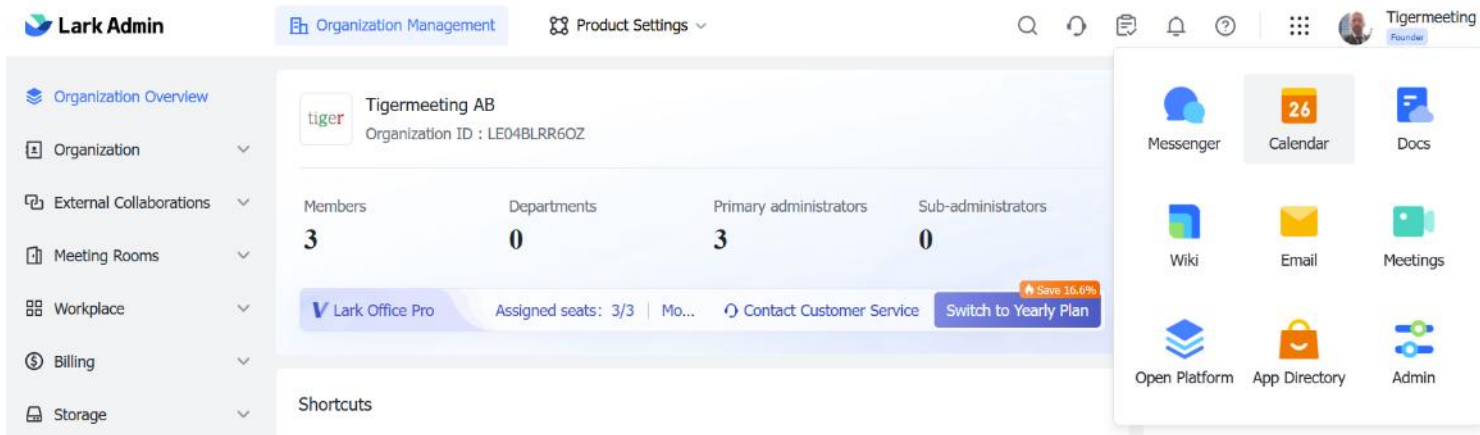 Lark Admin
Organization Management
Product Settings
Tigermeeting
Founder
Organization Overview
Organization
External Collaborations
Meeting Rooms
Workplace
Billing
Storage
tiger
Tigermeeting AB
Organization ID : LE04BLRR6OZ
Members Departments Primary administrators Sub-administrators
3 0 3 0
Save 16.6%
Lark Office Pro Assigned seats: 3/3 | Mo... Contact Customer Service Switch to Yearly Plan
Shortcuts
26
Messenger Calendar Docs
Wiki Email Meetings
Open Platform App Directory Admin